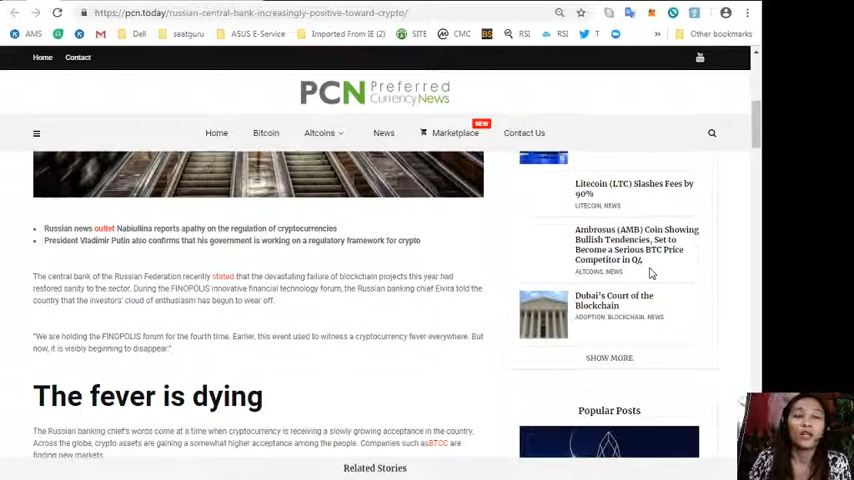 https://pcn.today/russian-central-bank-increasingly-positive-toward-crypto/
AMS
Dell
seatguru
ASUS E-Service
Imported From IE (2)
SITE
CMC
RSI
RSI
T
»
Other bookmarks
Home Contact
PCN Preferred
Currency News
Home Bitcoin Altcoins News Marketplace NEW Contact Us
Litecoin (LTC) Slashes Fees by
90%
LITECOIN, NEWS
Ambrosus (AMB) Coin Showing
Bullish Tendencies, Set to
Become a Serious BTC Price
Competitor in Q4
ALTCOINS, NEWS
Dubai's Court of the
Blockchain
ADOPTION, BLOCKCHAIN, NEWS
SHOW MORE
Popular Posts
Russian news outlet Nabiullina reports apathy on the regulation of cryptocurrencies
President Vladimir Putin also confirms that his government is working on a regulatory framework for crypto
The central bank of the Russian Federation recently stated that the devastating failure of blockchain projects this year had
restored sanity to the sector. During the FINOPOLIS innovative financial technology forum, the Russian banking chief Elvira told the
country that the investors' cloud of enthusiasm has begun to wear off.
"We are holding the FINOPOLIS forum for the fourth time. Earlier, this event used to witness a cryptocurrency fever everywhere. But
now, it is visibly beginning to disappear."
The fever is dying
The Russian banking chief's words come at a time when cryptocurrency is receiving a slowly growing acceptance in the country.
Across the globe, crypto assets are gaining a somewhat higher acceptance among the people. Companies such asBTCC are
finding new markets.
Related Stories